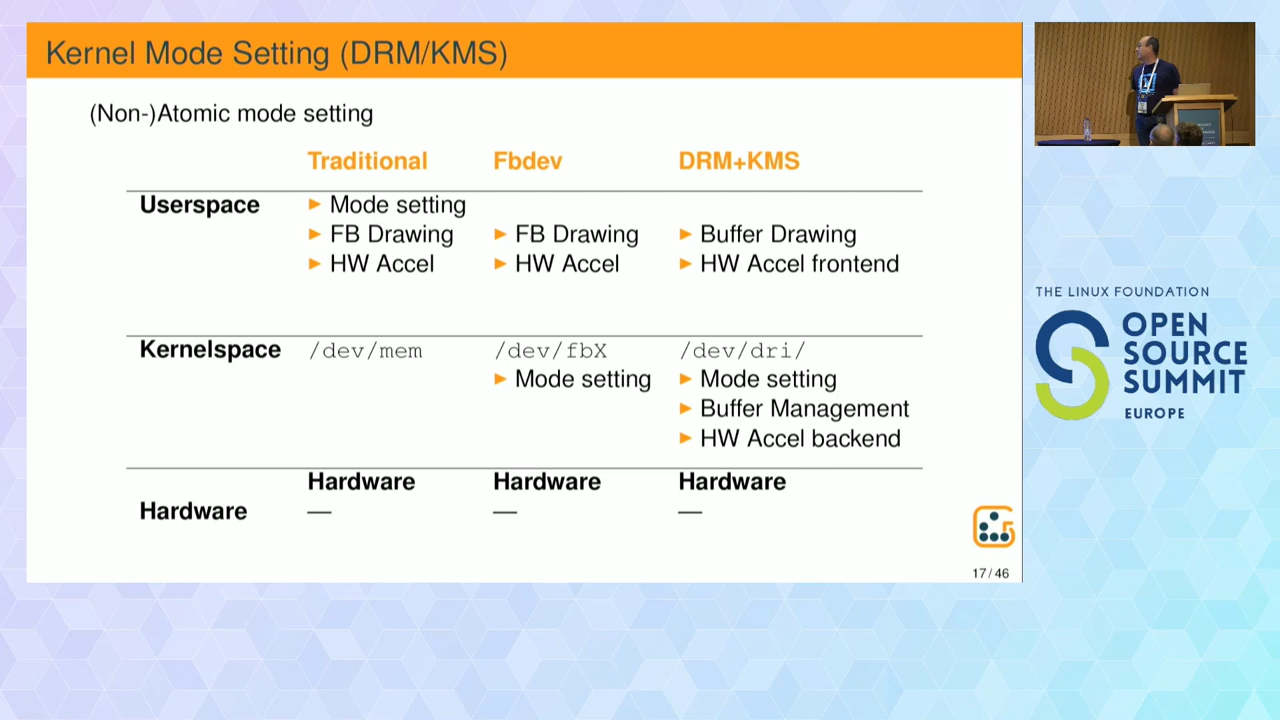 Kernel Mode Setting (DRM/KMS)
(Non-)Atomic mode setting
Traditional Fbdev DRM+KMS
Userspace ► Mode setting
► FB Drawing ► FB Drawing ► Buffer Drawing
► HW Accel ► HW Accel ► HW Accel frontend
Kernelspace /dev/mem /dev/fbX /dev/dri/
► Mode setting ► Mode setting
► Buffer Management
► HW Accel backend
Hardware Hardware Hardware
Hardware — — —
17/46
THE LINUX FOUNDATION
OPEN
SOURCE
SUMMIT
EUROPE